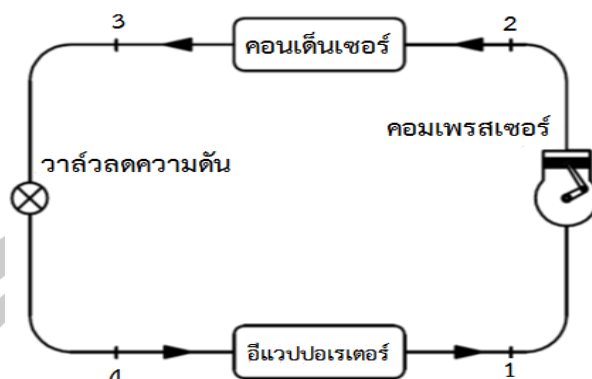 3
2
คอนเด็นเซอร์
คอมเพรสเซอร์
วาล์วลดความดัน
อีแวปปอเรเตอร์
4
1